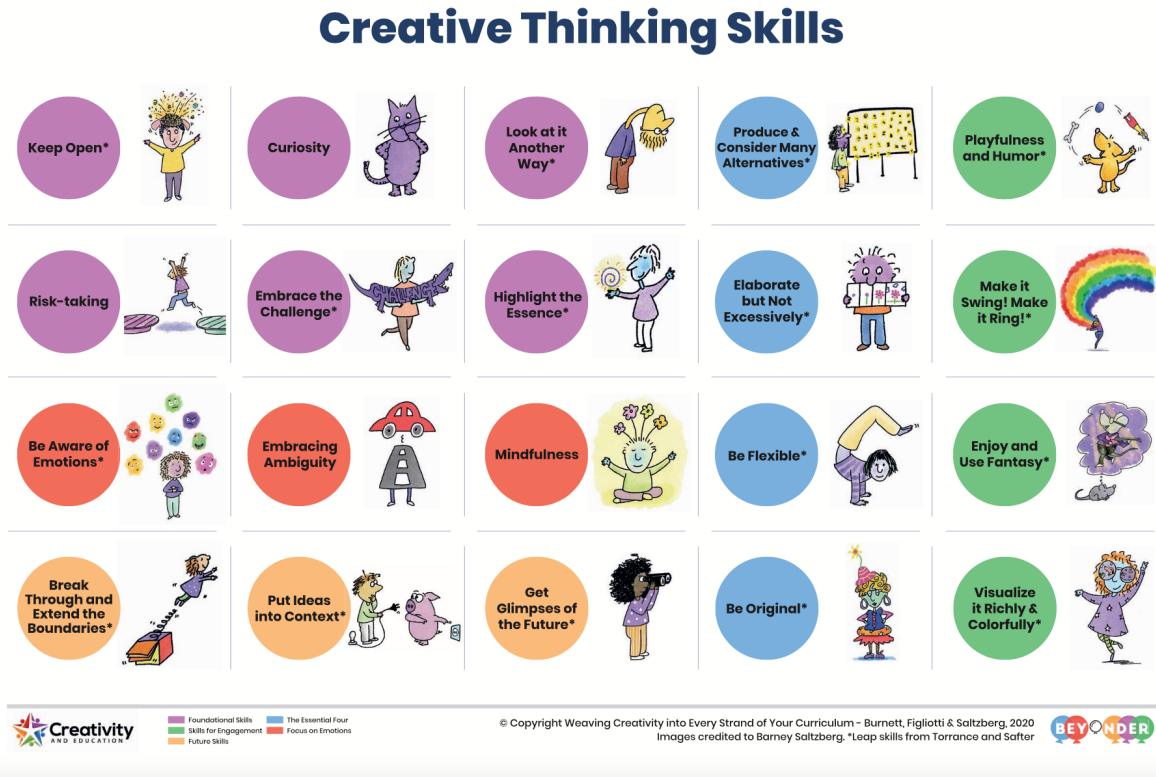 Creative Thinking Skills
Keep Open*
Curiosity
Look at it
Another
Way*
Produce &
Consider Many
Alternatives*
Playfulness
and Humor*
Risk-taking
Embrace the
Challenge*
CHALLENGE
Highlight the
Essence*
Elaborate
but Not
Excessively*
Make it
Swing! Make
it Ring!*
Be Aware of
Emotions*
Embracing
Ambiguity
Mindfulness
Be Flexible*
Enjoy and
Use Fantasy*
Break
Through and
Extend the
Boundaries*
Put Ideas
into Context*
Get
Glimpses of
the Future*
Be Original*
Visualize
it Richly &
Colorfully*
Creativity
AND EDUCATION
Foundational Skills
Skills for Engagement
Future Skills
The Essential Four
Focus on Emotions
© Copyright Weaving Creativity into Every Strand of Your Curriculum - Burnett, Figliotti & Saltzberg, 2020
Images credited to Barney Saltzberg. *Leap skills from Torrance and Safter
BEYONDER